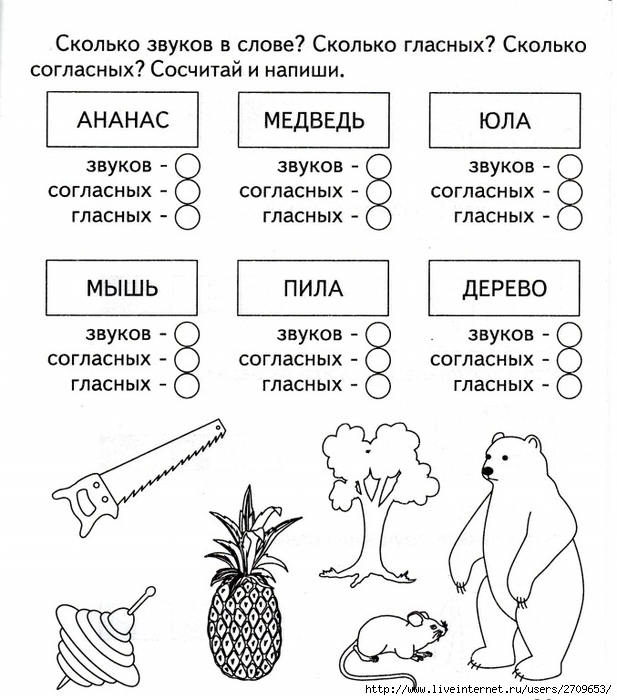 Сколько звуков в слове? Сколько гласных? Сколько
согласных? Сосчитай и напиши.
АНАНАС МЕДВЕДЬ ЮЛА
звуков - звуков - звуков -
согласных - согласных - согласных -
гласных - гласных - гласных -
МЫШЬ ПИЛА ДЕРЕВО
звуков - звуков - звуков -
согласных - согласных - согласных -
гласных - гласных - гласных -
http://www.liveinternet.ru/users/2709653/